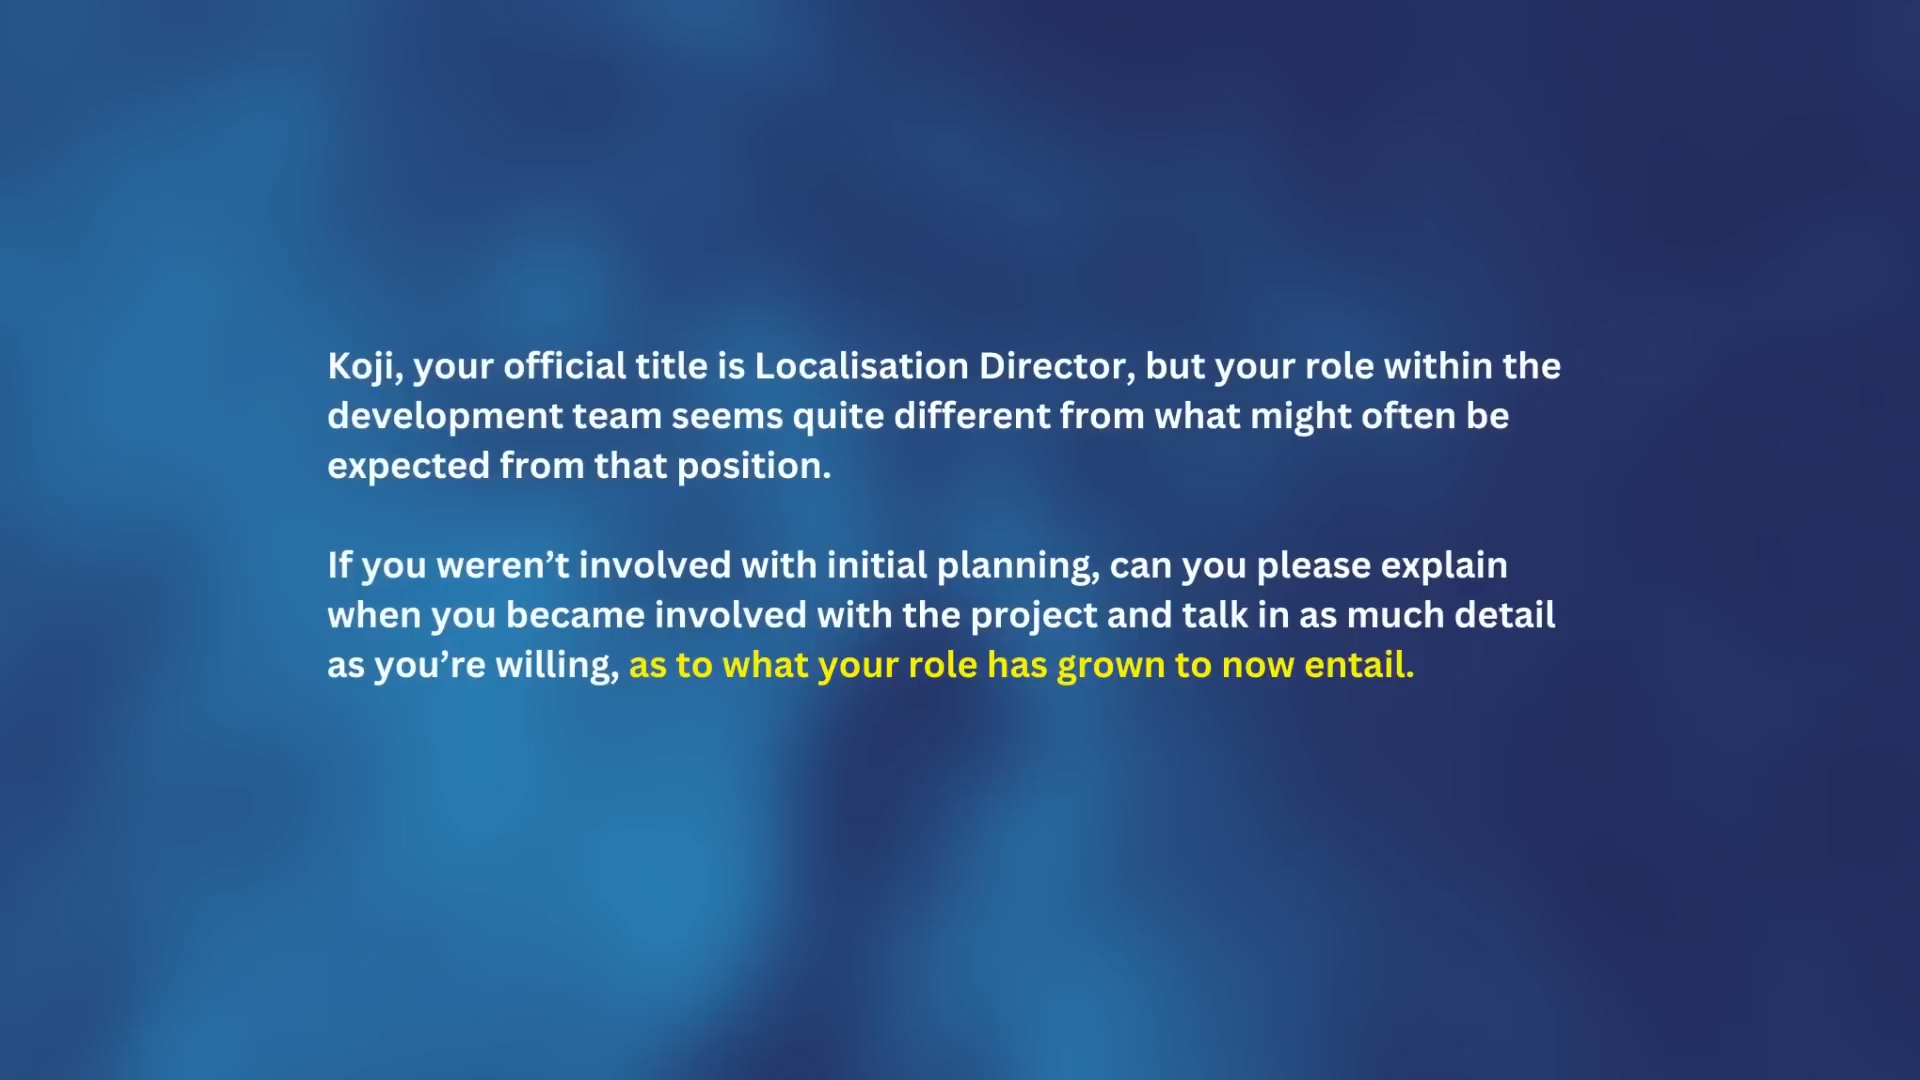 Koji, your official title is Localisation Director, but your role within the
development team seems quite different from what might often be
expected from that position.
If you weren’t involved with initial planning, can you please explain
when you became involved with the project and talk in as much detail
as you’re willing, as to what your role has grown to now entail.